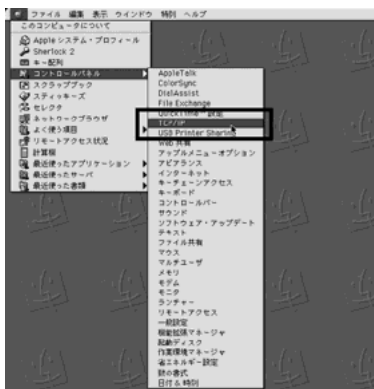 ファイル 編集 表示 ウインドウ 特別 ヘルプ
このコンピュータについて
Apple システム・プロフィール
Sherlock 2
キー配列
コントロールパネル
スクラップブック
スティッキーズ
セレクタ
ネットワークブラウザ
よく使う項目
リモートアクセス状況
計算機
最近使ったアプリケーション
最近使ったサーバ
最近使った書類
AppleTalk
ColorSync
DialAssist
File Exchange
QuickTime™ 設定
TCP/IP
USB Printer Sharing
Web 共有
アップルメニューオプション
アピアランス
インターネット
キーチェーンアクセス
キーボード
コントロールバー
サウンド
ソフトウェア・アップデート
テキスト
ファイル共有
マウス
マルチユーザ
メモリ
モデム
モニタ
ランチャー
リモートアクセス
一般設定
機能拡張マネージャ
起動ディスク
作業環境マネージャ
省エネルギー設定
数の書式
日付 & 時刻